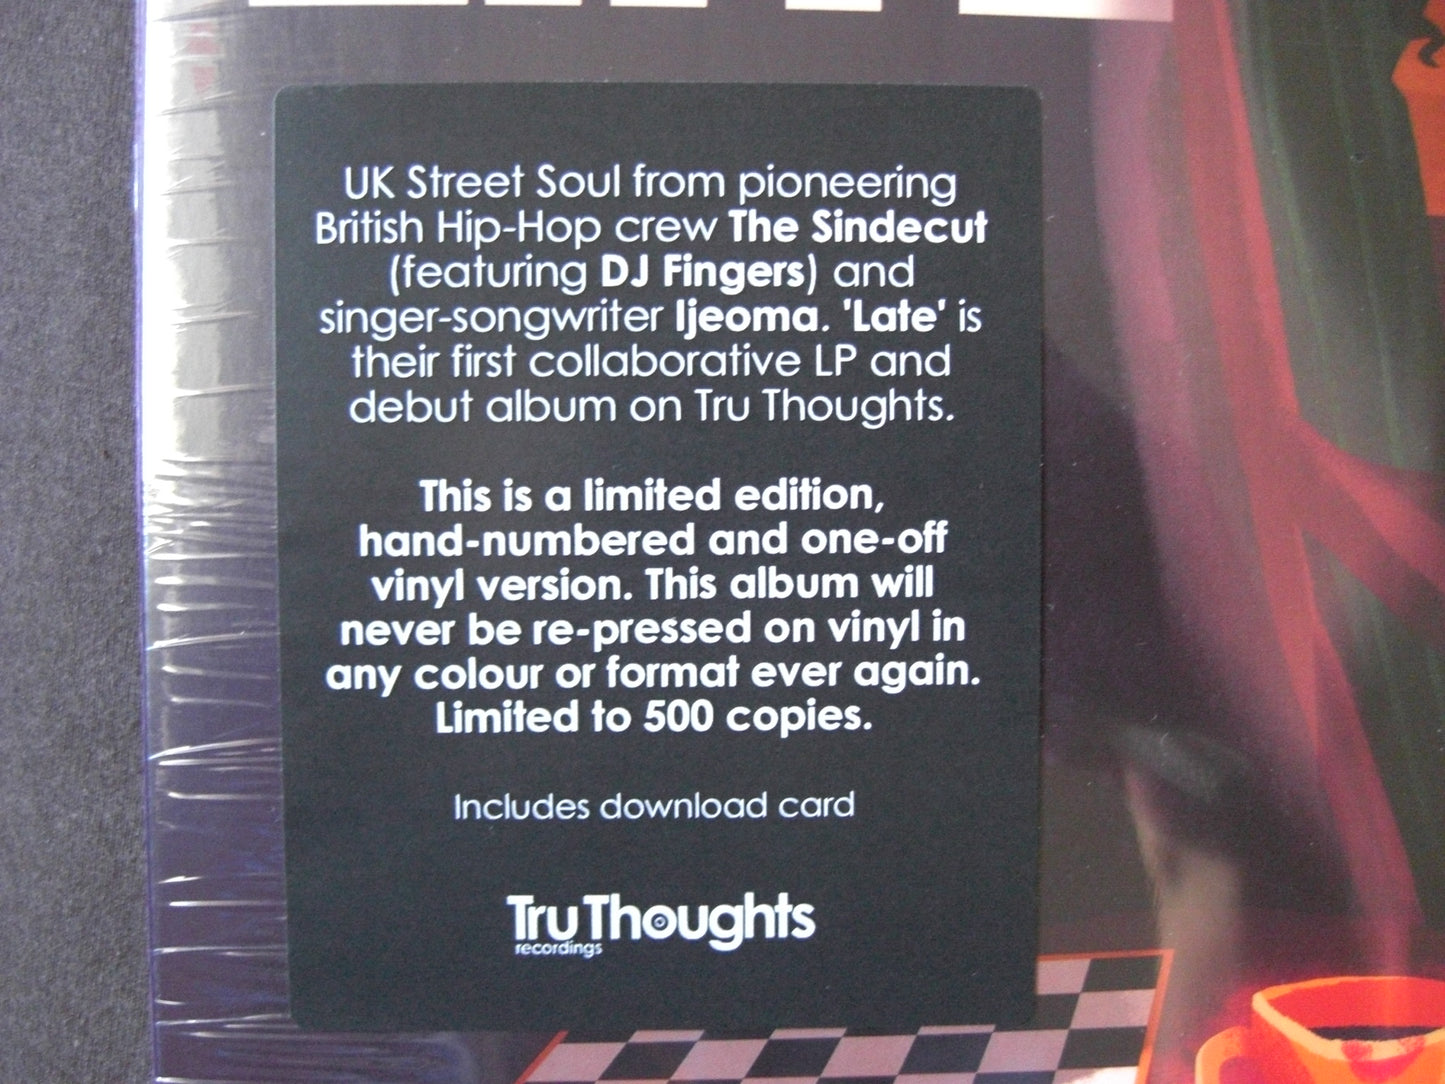 UK Street Soul from pioneering
British Hip-Hop crew The Sindecut
(featuring DJ Fingers) and
singer-songwriter Ijeoma. 'Late' is
their first collaborative LP and
debut album on Tru Thoughts.
This is a limited edition,
hand-numbered and one-off
vinyl version. This album will
never be re-pressed on vinyl in
any colour or format ever again.
Limited to 500 copies.
Includes download card
Tru Thoughts
recordings